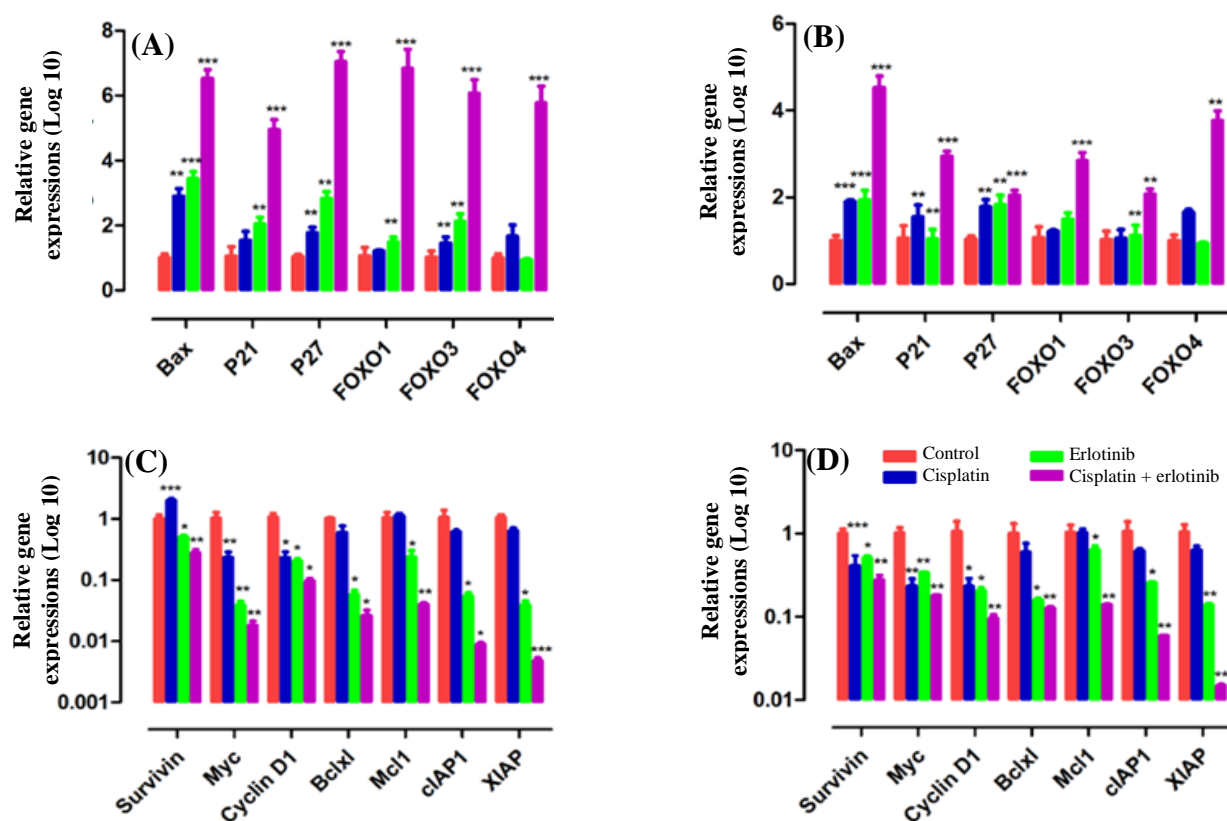 (A)
Relative gene
expressions (Log 10)
8
6
4
2
0
** *** ***
** ***
** ** ***
** ***
** ** ***
***
Bax
P21
P27
FOXO1
FOXO3
FOXO4
(B)
Relative gene
expressions (Log 10)
6
4
2
0
*** *** ***
** ** ***
** ** ***
***
** **
**
Bax
P21
P27
FOXO1
FOXO3
FOXO4
(C)
Relative gene
expressions (Log 10)
10
1
0.1
0.01
0.001
*** * **
** ** **
* *
* *
* **
* *
* ***
Survivin
Myc
Cyclin D1
Bclxl
Mcl1
cIAP1
XIAP
(D)
Control
Cisplatin
Erlotinib
Cisplatin + erlotinib
Relative gene
expressions (Log 10)
10
1
0.1
0.01
*** * **
** ** **
* * **
* **
* **
* **
** **
Survivin
Myc
Cyclin D1
Bclxl
Mcl1
cIAP1
XIAP